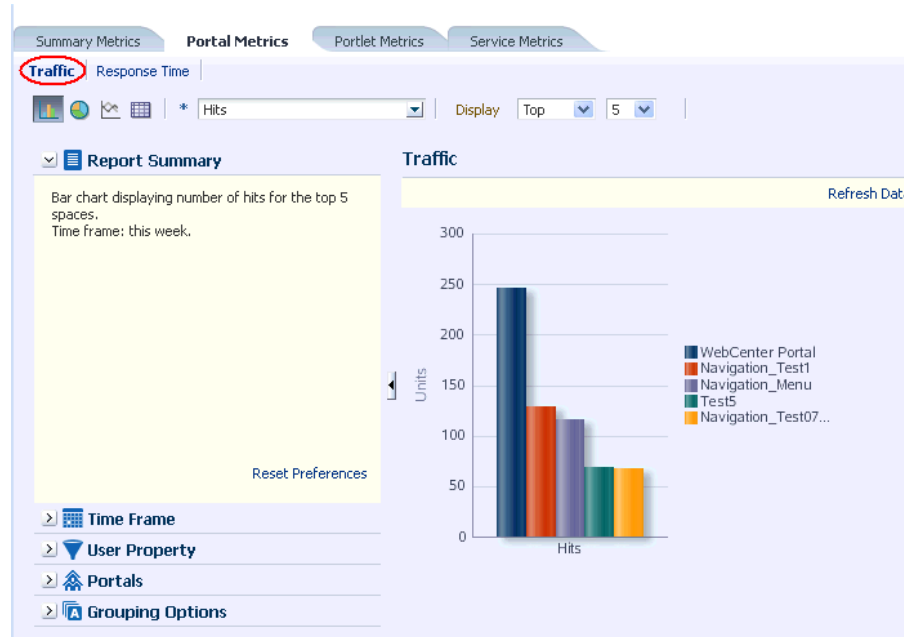 Summary Metrics Portal Metrics Portlet Metrics Service Metrics
Traffic Response Time
* Hits Display Top 5
Report Summary
Bar chart displaying number of hits for the top 5
spaces.
Time frame: this week.
Reset Preferences
Time Frame
User Property
Portals
Grouping Options
Traffic
Refresh Dat
300
250
200
150
100
50
0
Units
Hits
WebCenter Portal
Navigation_Test1
Navigation_Menu
Test5
Navigation_Test07...